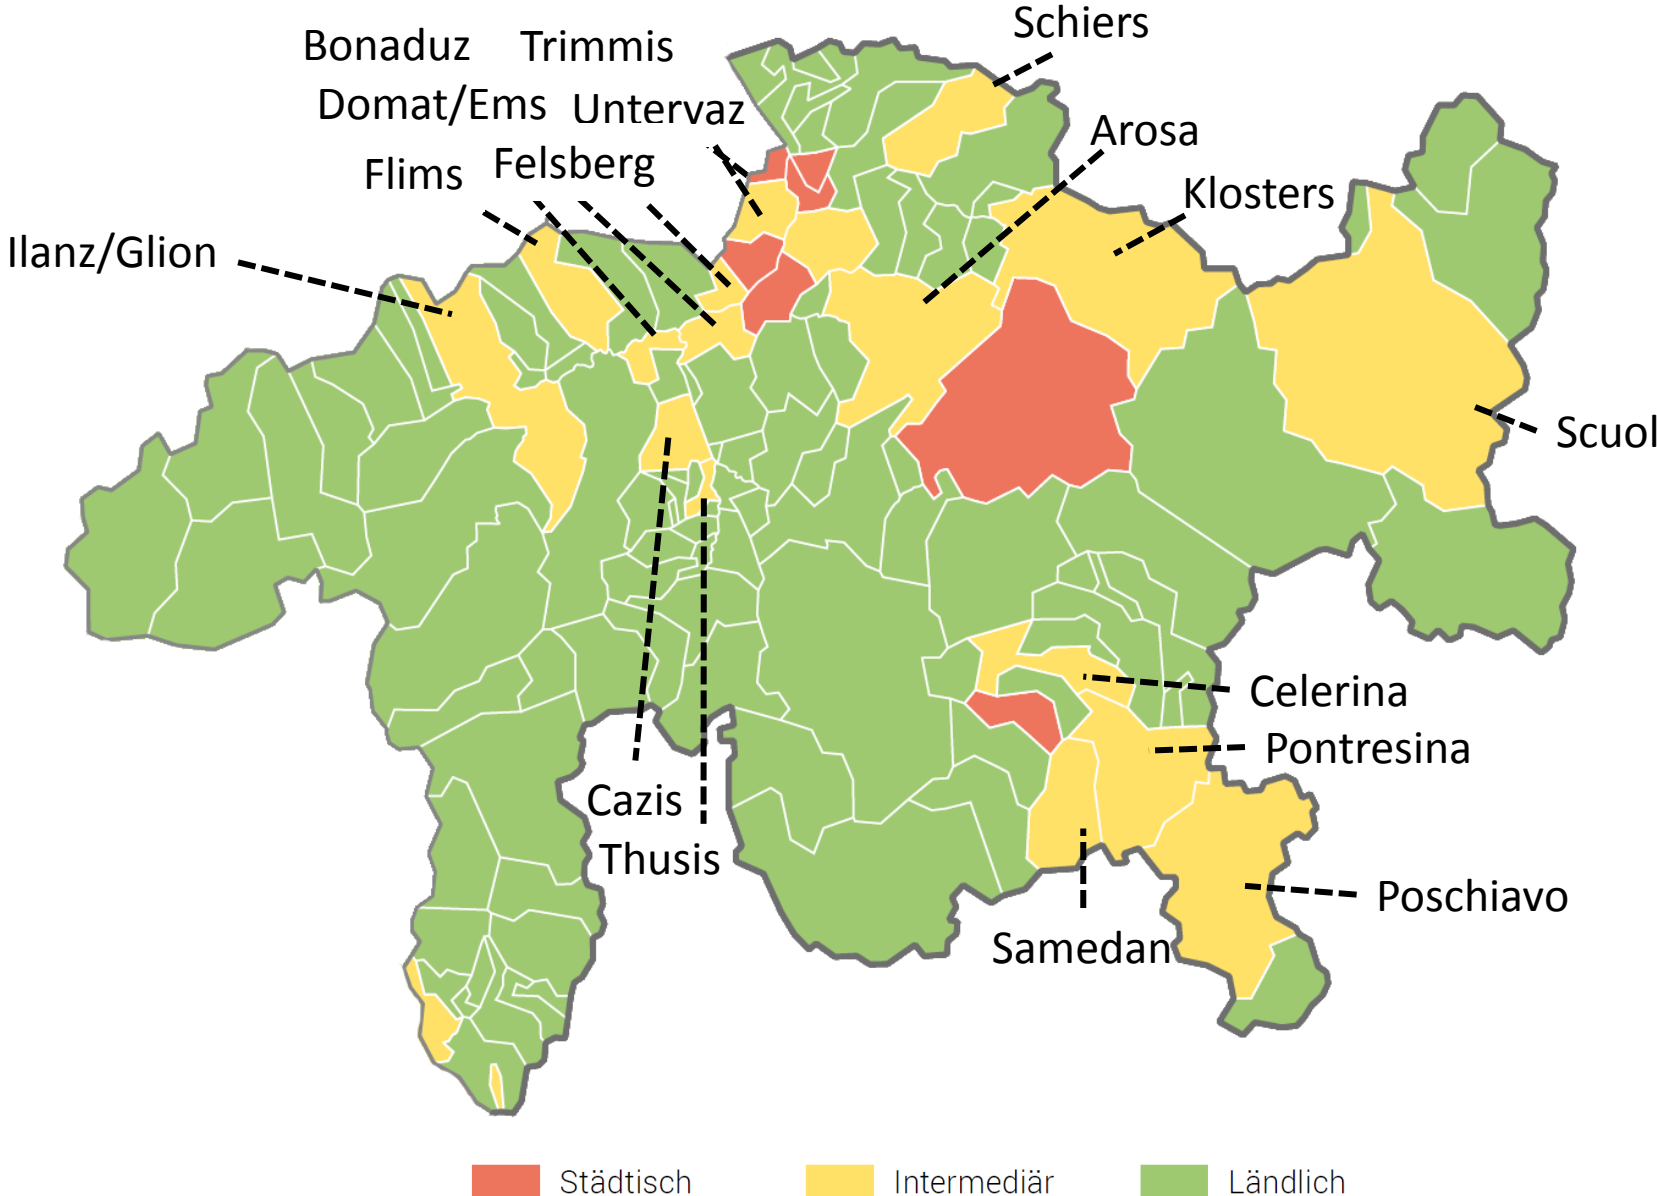 Schiers
Bonaduz
Trimmis
Domat/Ems
Untervaz
Arosa
Flims
Felsberg
Klosters
Ilanz/Glion
Scuol
Celerina
Pontresina
Cazis
Thusis
Poschiavo
Samedan
Städtisch
Intermediär
Ländlich